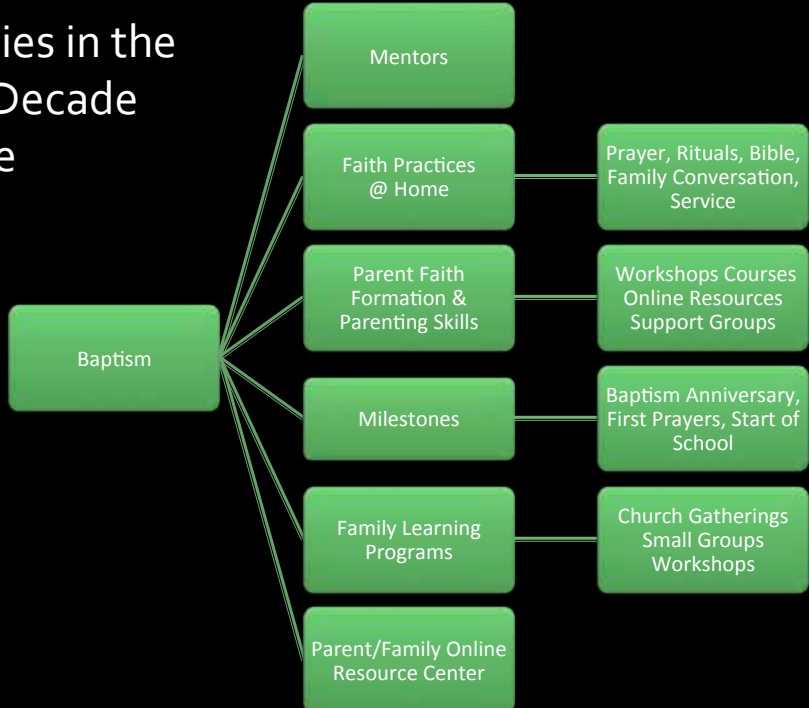 ies in the
Decade
e
Baptism
Mentors
Faith Practices
@ Home
Prayer, Rituals, Bible,
Family Conversation,
Service
Parent Faith
Formation &
Parenting Skills
Workshops Courses
Online Resources
Support Groups
Milestones
Baptism Anniversary,
First Prayers, Start of
School
Family Learning
Programs
Church Gatherings
Small Groups
Workshops
Parent/Family Online
Resource Center